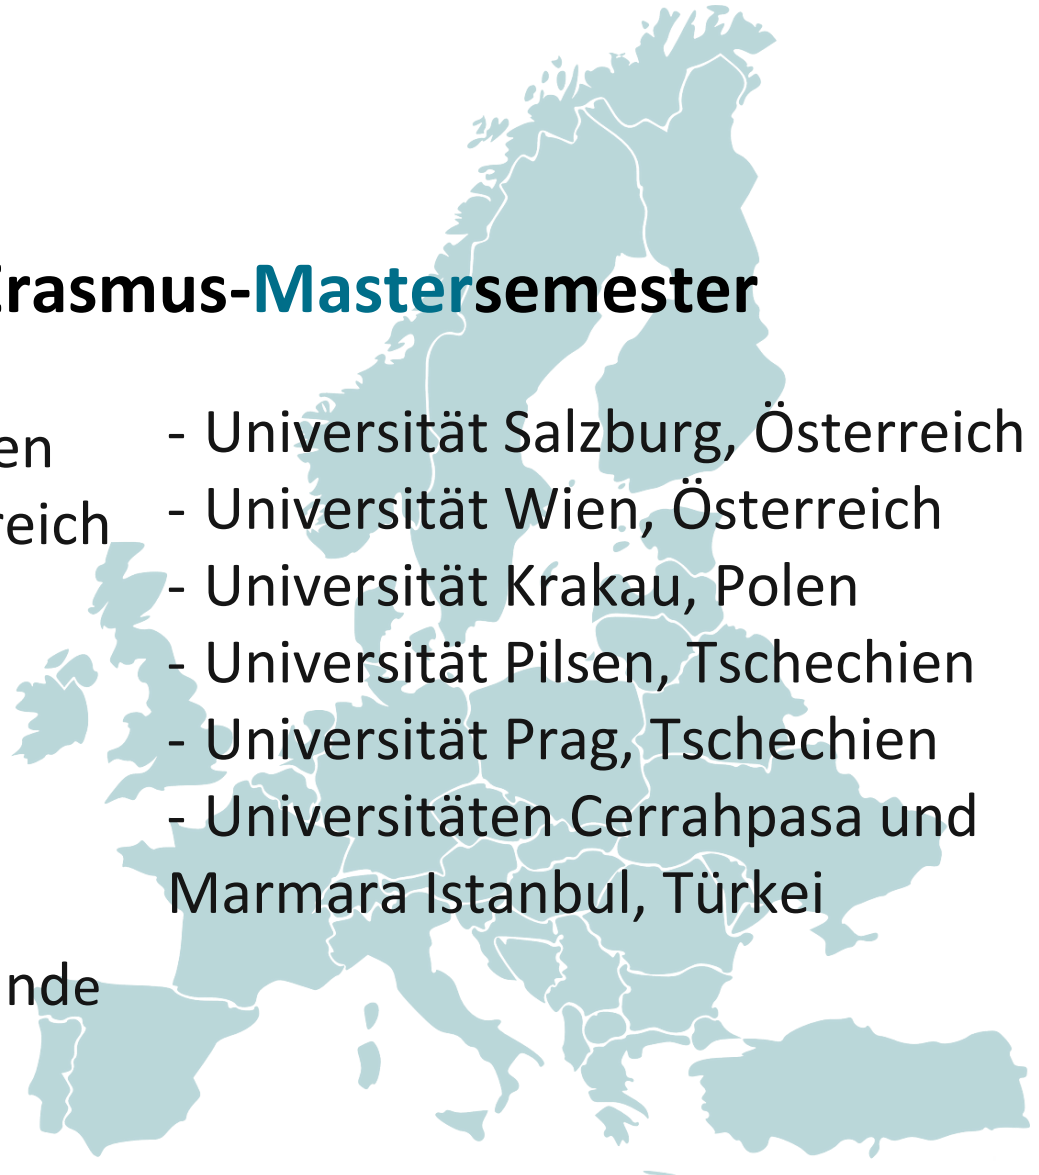 rasmus-Mastersemester
en
reich
nde
- Universität Salzburg, Österreich
- Universität Wien, Österreich
- Universität Krakau, Polen
- Universität Pilsen, Tschechien
- Universität Prag, Tschechien
- Universitäten Cerrahpasa und
Marmara Istanbul, Türkei